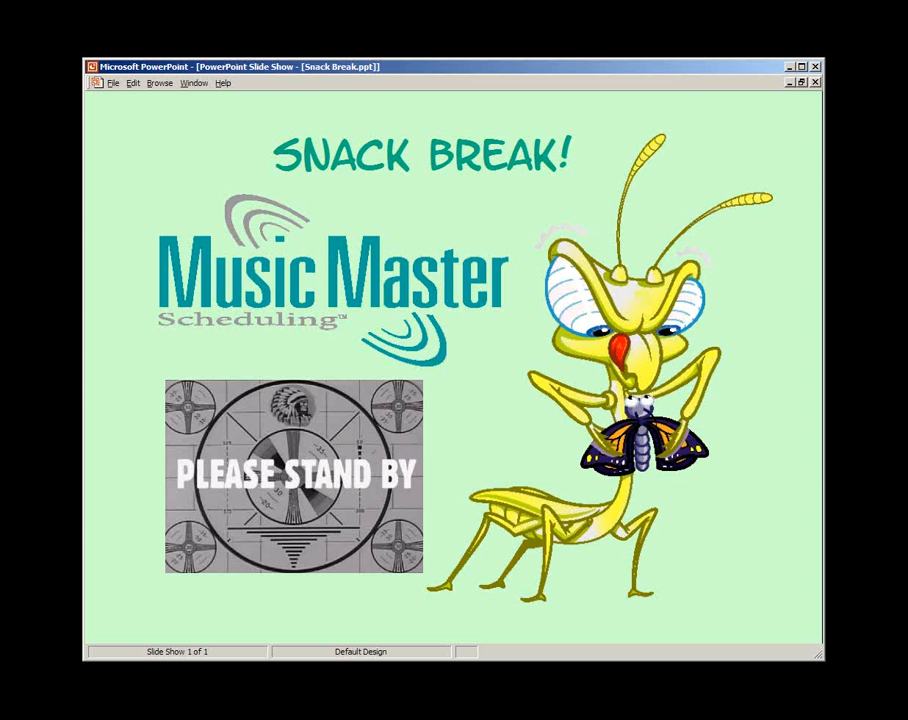 Microsoft PowerPoint - [PowerPoint Slide Show - [Snack Break.ppt]]
File Edit Browse Window Help
SNACK BREAK!
Music Master
Scheduling™
PLEASE STAND BY
Slide Show 1 of 1 Default Design